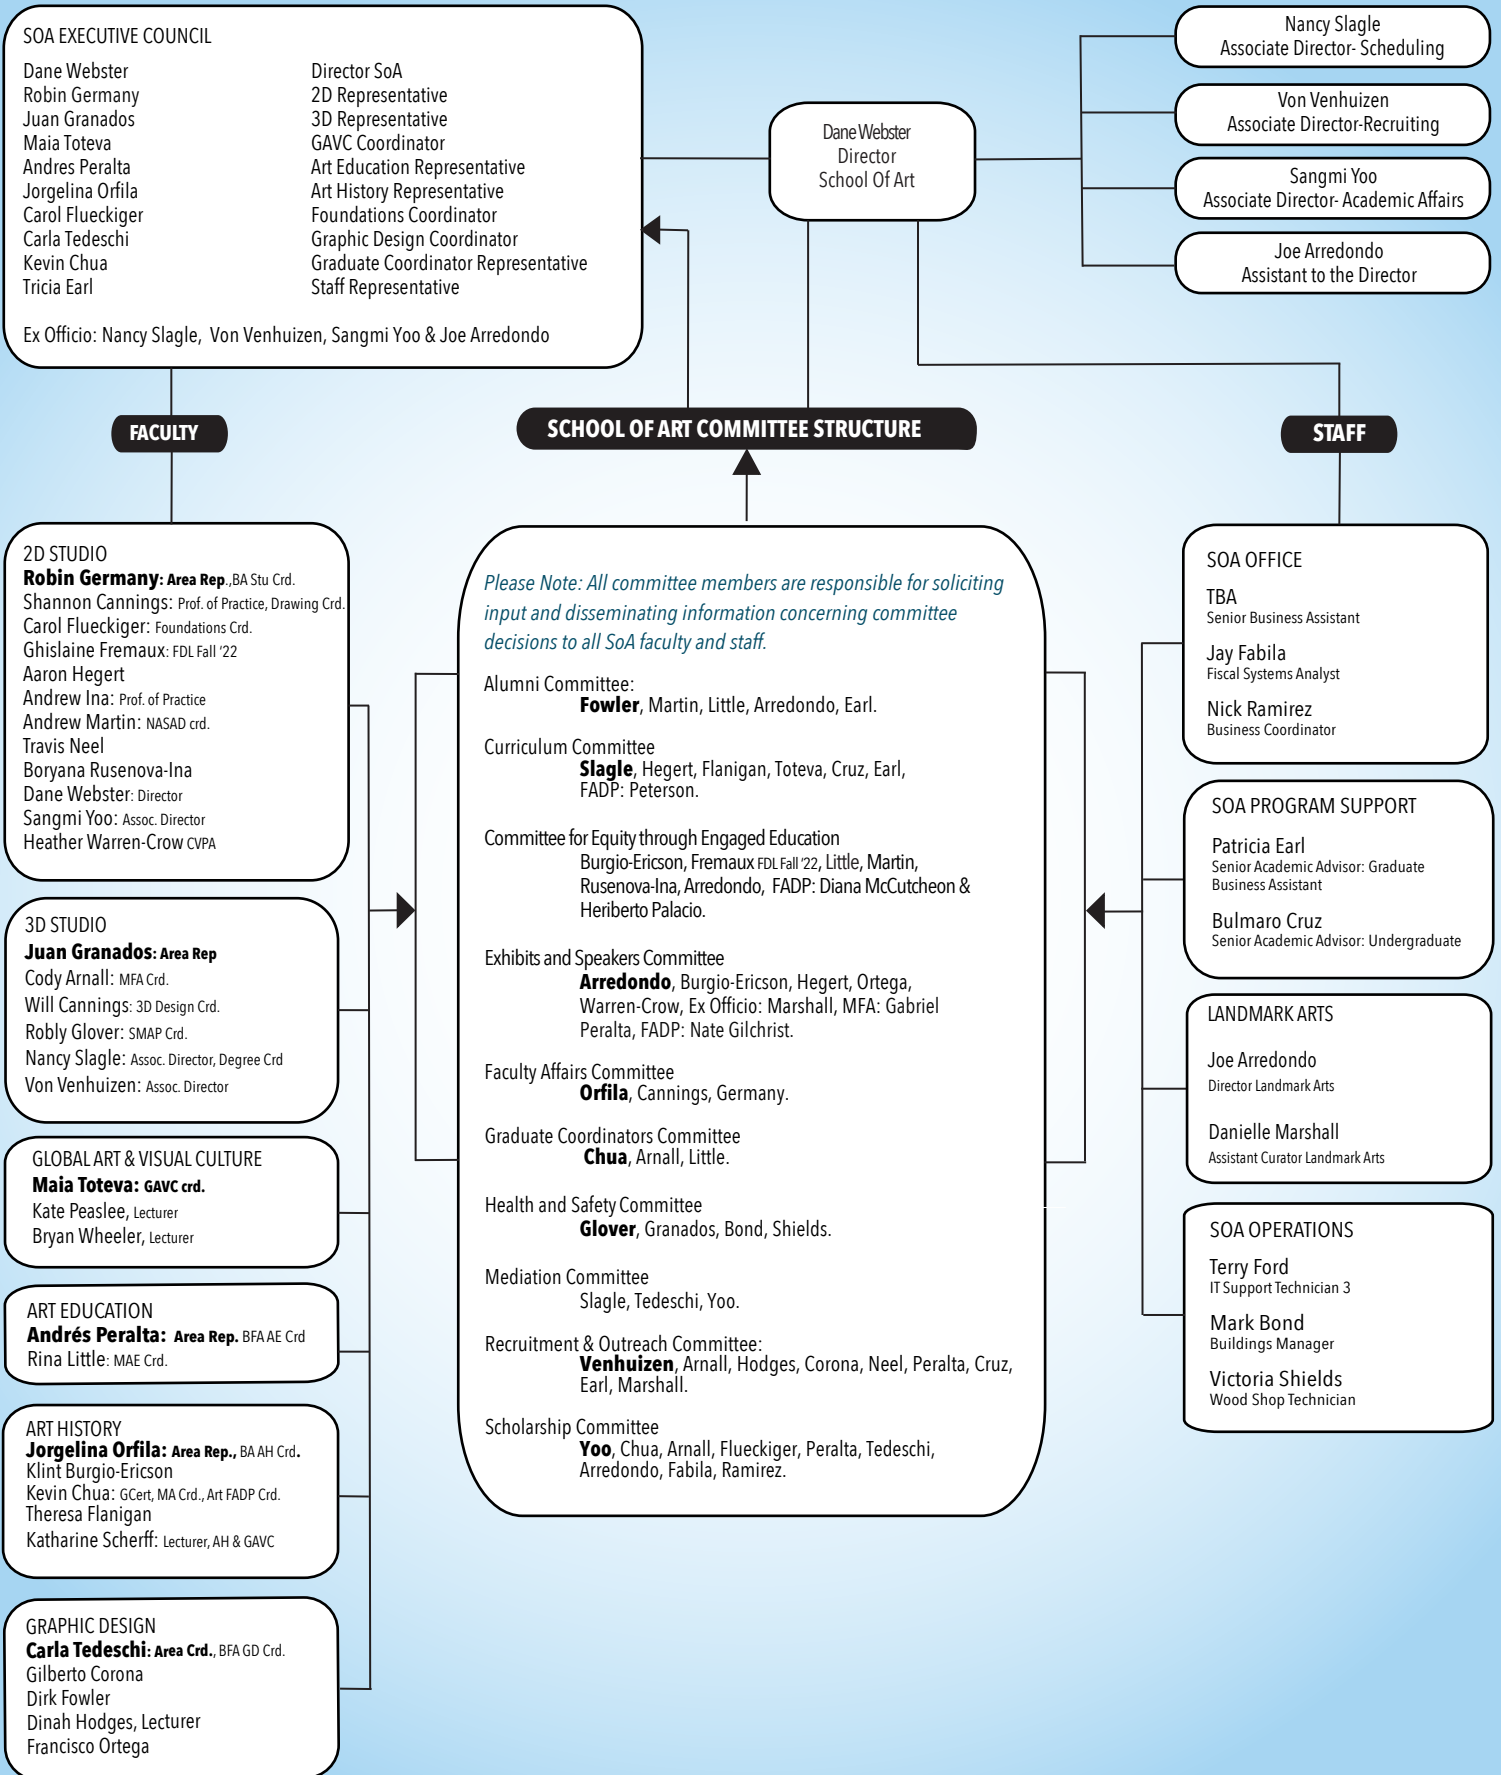 SOA EXECUTIVE COUNCIL
Dane Webster Director SoA
Robin Germany 2D Representative
Juan Granados 3D Representative
Maia Toteva GAVC Coordinator
Andres Peralta Art Education Representative
Jorgelina Orfila Art History Representative
Carol Flueckiger Foundations Coordinator
Carla Tedeschi Graphic Design Coordinator
Kevin Chua Graduate Coordinator Representative
Tricia Earl Staff Representative
Ex Officio: Nancy Slagle, Von Venhuizen, Sangmi Yoo & Joe Arredondo
Dane Webster
Director
School Of Art
Nancy Slagle
Associate Director- Scheduling
Von Venhuizen
Associate Director-Recruiting
Sangmi Yoo
Associate Director- Academic Affairs
Joe Arredondo
Assistant to the Director
FACULTY
SCHOOL OF ART COMMITTEE STRUCTURE
STAFF
2D STUDIO
Robin Germany: Area Rep.,BA Stu Crd.
Shannon Cannings: Prof. of Practice, Drawing Crd.
Carol Flueckiger: Foundations Crd.
Ghislaine Fremaux: FDL Fall ‘22
Aaron Hegert
Andrew Ina: Prof. of Practice
Andrew Martin: NASAD crd.
Travis Neel
Boryana Rusenova-Ina
Dane Webster: Director
Sangmi Yoo: Assoc. Director
Heather Warren-Crow CVPA
3D STUDIO
Juan Granados: Area Rep
Cody Arnall: MFA Crd.
Will Cannings: 3D Design Crd.
Robly Glover: SMAP Crd.
Nancy Slagle: Assoc. Director, Degree Crd
Von Venhuizen: Assoc. Director
GLOBAL ART & VISUAL CULTURE
Maia Toteva: GAVC crd.
Kate Peaslee, Lecturer
Bryan Wheeler, Lecturer
ART EDUCATION
Andrés Peralta: Area Rep. BFA AE Crd
Rina Little: MAE Crd.
ART HISTORY
Jorgelina Orfila: Area Rep., BA AH Crd.
Klint Burgio-Ericson
Kevin Chua: GCert, MA Crd., Art FADP Crd.
Theresa Flanigan
Katharine Scherff: Lecturer, AH & GAVC
GRAPHIC DESIGN
Carla Tedeschi: Area Crd., BFA GD Crd.
Gilberto Corona
Dirk Fowler
Dinah Hodges, Lecturer
Francisco Ortega
Please Note: All committee members are responsible for soliciting
input and disseminating information concerning committee
decisions to all SoA faculty and staff.
Alumni Committee:
Fowler, Martin, Little, Arredondo, Earl.
Curriculum Committee
Slagle, Hegert, Flanigan, Toteva, Cruz, Earl,
FADP: Peterson.
Committee for Equity through Engaged Education
Burgio-Ericson, Fremaux FDL Fall ‘22, Little, Martin,
Rusenova-Ina, Arredondo, FADP: Diana McCutcheon &
Heriberto Palacio.
Exhibits and Speakers Committee
Arredondo, Burgio-Ericson, Hegert, Ortega,
Warren-Crow, Ex Officio: Marshall, MFA: Gabriel
Peralta, FADP: Nate Gilchrist.
Faculty Affairs Committee
Orfila, Cannings, Germany.
Graduate Coordinators Committee
Chua, Arnall, Little.
Health and Safety Committee
Glover, Granados, Bond, Shields.
Mediation Committee
Slagle, Tedeschi, Yoo.
Recruitment & Outreach Committee:
Venhuizen, Arnall, Hodges, Corona, Neel, Peralta, Cruz,
Earl, Marshall.
Scholarship Committee
Yoo, Chua, Arnall, Flueckiger, Peralta, Tedeschi,
Arredondo, Fabila, Ramirez.
SOA OFFICE
TBA
Senior Business Assistant
Jay Fabila
Fiscal Systems Analyst
Nick Ramirez
Business Coordinator
SOA PROGRAM SUPPORT
Patricia Earl
Senior Academic Advisor: Graduate
Business Assistant
Bulmaro Cruz
Senior Academic Advisor: Undergraduate
LANDMARK ARTS
Joe Arredondo
Director Landmark Arts
Danielle Marshall
Assistant Curator Landmark Arts
SOA OPERATIONS
Terry Ford
IT Support Technician 3
Mark Bond
Buildings Manager
Victoria Shields
Wood Shop Technician